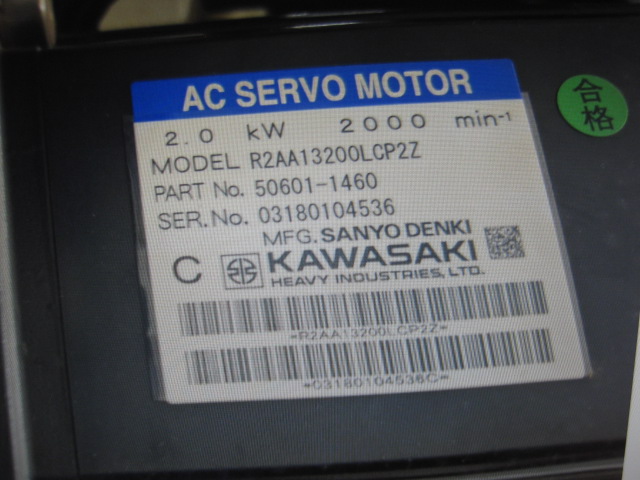 AC SERVO MOTOR
2.0 kW 2000 min-1
MODEL R2AA13200LCP2Z
PART No. 50601-1460
SER.No. 03180104536
MFG. SANYO DENKI
C KAWASAKI
HEAVY INDUSTRIES, LTD.
*R2AA13200LCP2Z*
*03180104536C*
合格